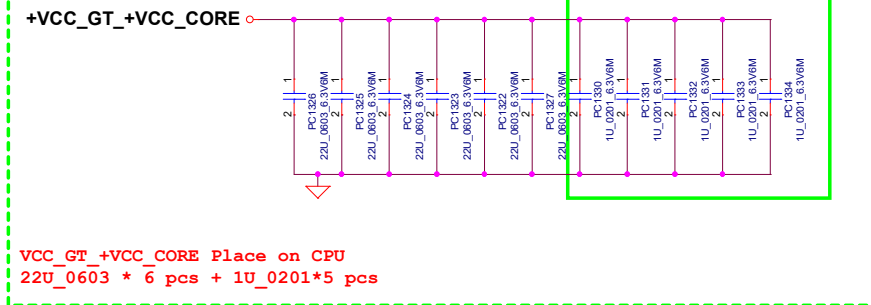 +VCC_GT_+VCC_CORE
1
2
PC1326
22U_0603_6.3V6M
1
2
PC1325
22U_0603_6.3V6M
1
2
PC1324
22U_0603_6.3V6M
1
2
PC1323
22U_0603_6.3V6M
1
2
PC1322
22U_0603_6.3V6M
1
2
PC1327
22U_0603_6.3V6M
1
2
PC1330
1U_0201_6.3V6M
1
2
PC1331
1U_0201_6.3V6M
1
2
PC1332
1U_0201_6.3V6M
1
2
PC1333
1U_0201_6.3V6M
1
2
PC1334
1U_0201_6.3V6M
VCC_GT_+VCC_CORE Place on CPU
22U_0603 * 6 pcs + 1U_0201*5 pcs